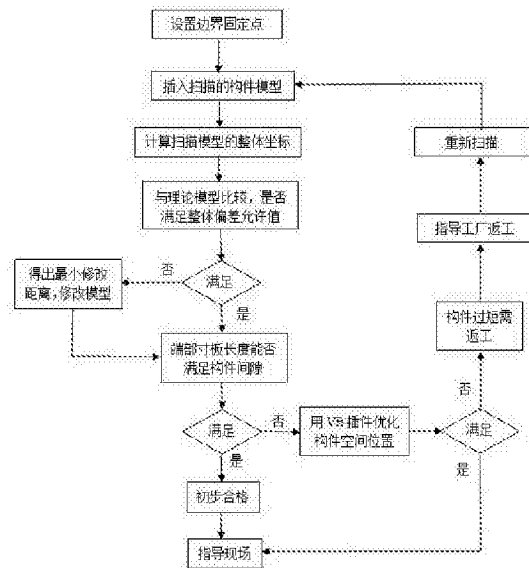 设置边界固定点
插入扫描的构件模型
计算扫描模型的整体坐标
与理论模型比较,是否
满足整体偏差允许值
满足
否
得出最小修改
距离,修改模型
是
端部寸板长度能否
满足构件间隙
满足
否
用 VB 插件优化
构件空间位置
满足
否
构件过短需
返工
指导工厂返工
重新扫描
是
是
初步合格
指导现场